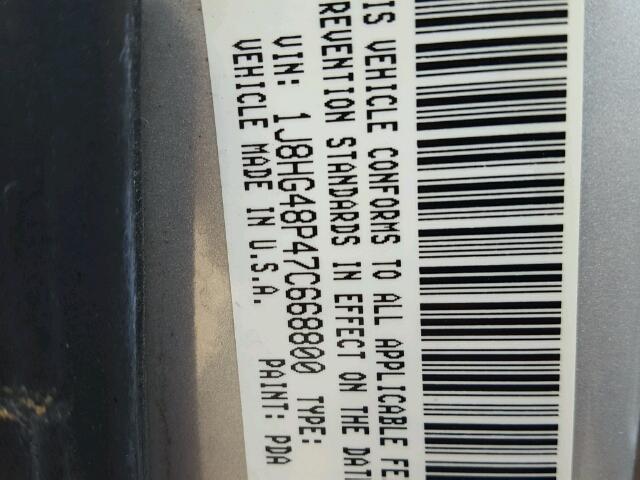 IS VEHICLE CONFORMS TO ALL APPLICABLE FE
REVENTION STANDARDS IN EFFECT ON THE DAT
VIN: 1J8HG48P47C668800 TYPE:
VEHICLE MADE IN U.S.A. PAINT: PDA